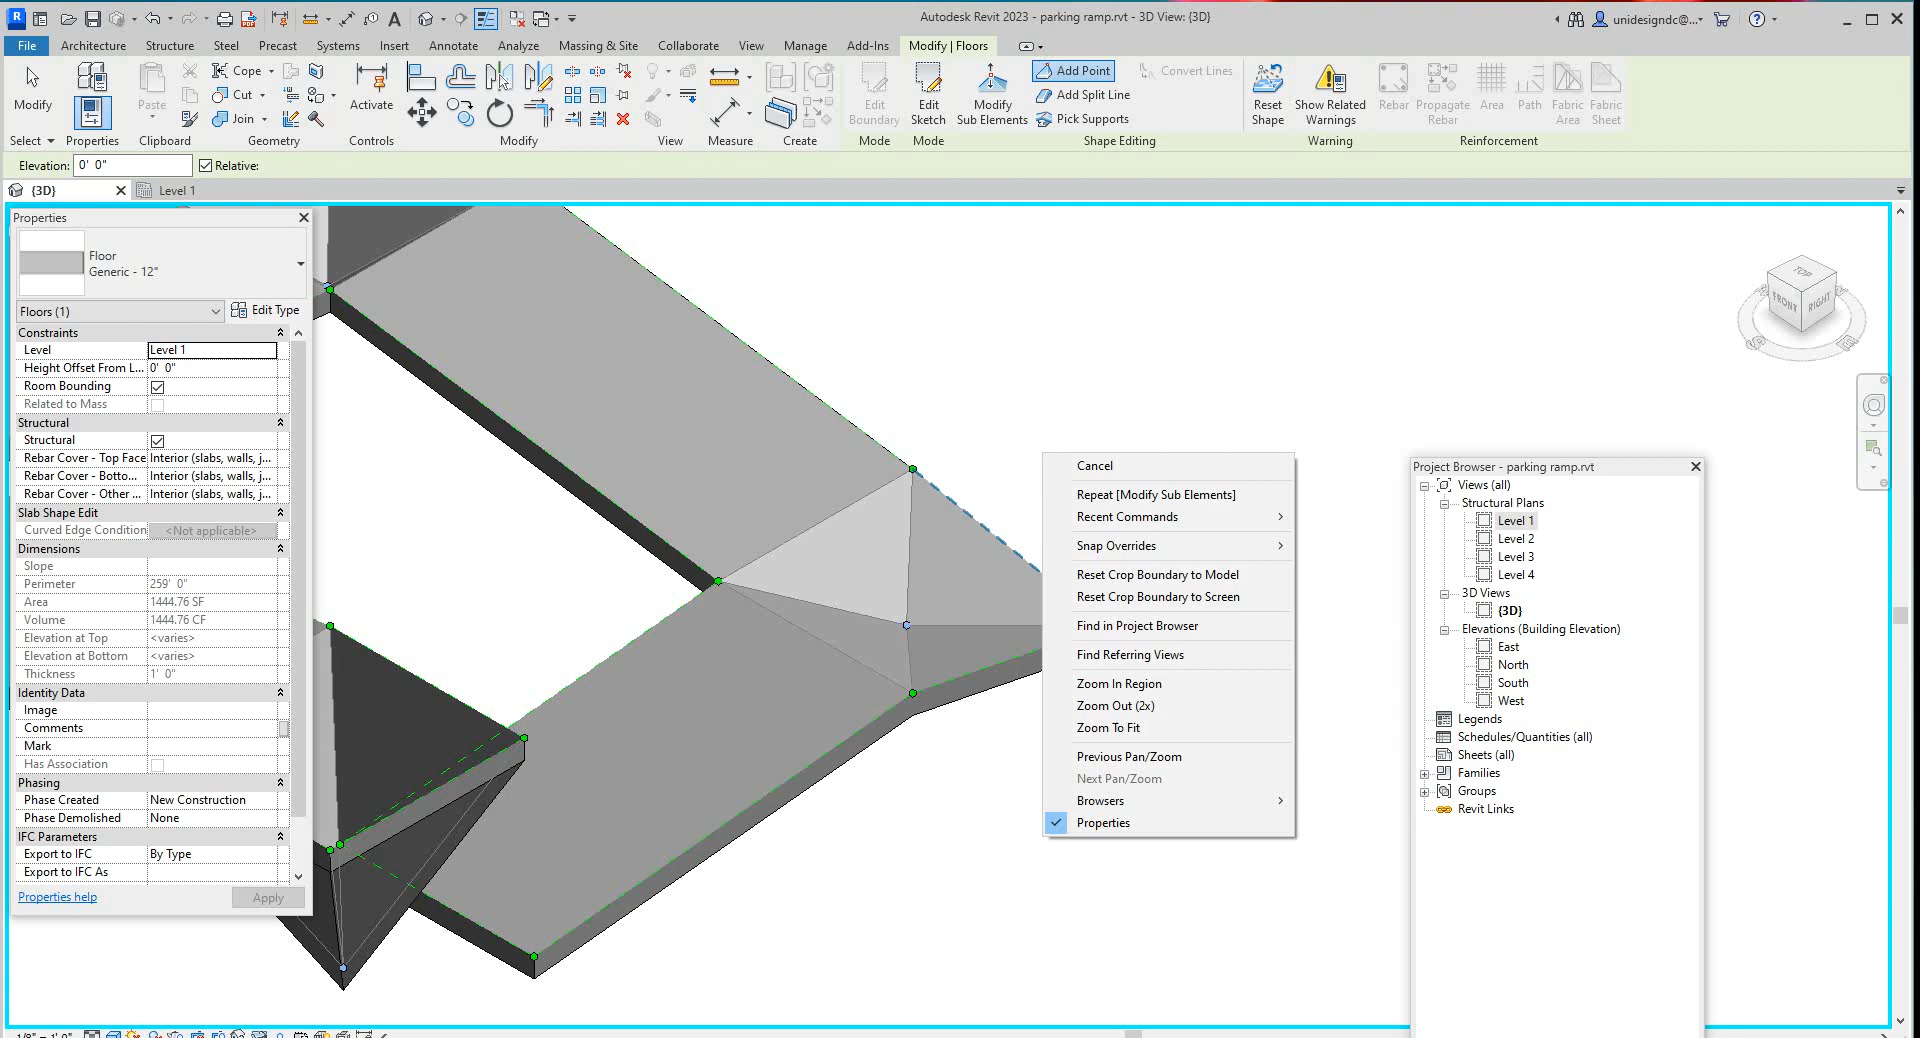 Autodesk Revit 2023 - parking ramp.rvt - 3D View: {3D}
unidesigndc@...
File Architecture Structure Steel Precast Systems Insert Annotate Analyze Massing & Site Collaborate View Manage Add-Ins Modify | Floors
Modify
Paste
Cope
Cut
Join
Activate
Edit Boundary
Edit Sketch
Modify Sub Elements
Add Point
Add Split Line
Pick Supports
Convert Lines
Reset Shape
Show Related Warnings
Rebar
Propagate Rebar
Area
Path
Fabric Area
Fabric Sheet
Select Properties Clipboard Geometry Controls Modify View Measure Create Mode Mode Shape Editing Warning Reinforcement
Elevation: 0' 0" Relative:
{3D} Level 1
Properties
Floor
Generic - 12"
Floors (1) Edit Type
Constraints
Level Level 1
Height Offset From L... 0' 0"
Room Bounding
Related to Mass
Structural
Structural
Rebar Cover - Top Face Interior (slabs, walls, j...
Rebar Cover - Botto... Interior (slabs, walls, j...
Rebar Cover - Other ... Interior (slabs, walls, j...
Slab Shape Edit
Curved Edge Condition <Not applicable>
Dimensions
Slope
Perimeter 259' 0"
Area 1444.76 SF
Volume 1444.76 CF
Elevation at Top <varies>
Elevation at Bottom <varies>
Thickness 1' 0"
Identity Data
Image
Comments
Mark
Has Association
Phasing
Phase Created New Construction
Phase Demolished None
IFC Parameters
Export to IFC By Type
Export to IFC As
Properties help Apply
Cancel
Repeat [Modify Sub Elements]
Recent Commands
Snap Overrides
Reset Crop Boundary to Model
Reset Crop Boundary to Screen
Find in Project Browser
Find Referring Views
Zoom In Region
Zoom Out (2x)
Zoom To Fit
Previous Pan/Zoom
Next Pan/Zoom
Browsers
Properties
TOP
FRONT
RIGHT
Project Browser - parking ramp.rvt
Views (all)
Structural Plans
Level 1
Level 2
Level 3
Level 4
3D Views
{3D}
Elevations (Building Elevation)
East
North
South
West
Legends
Schedules/Quantities (all)
Sheets (all)
Families
Groups
Revit Links
1/8" = 1'-0"